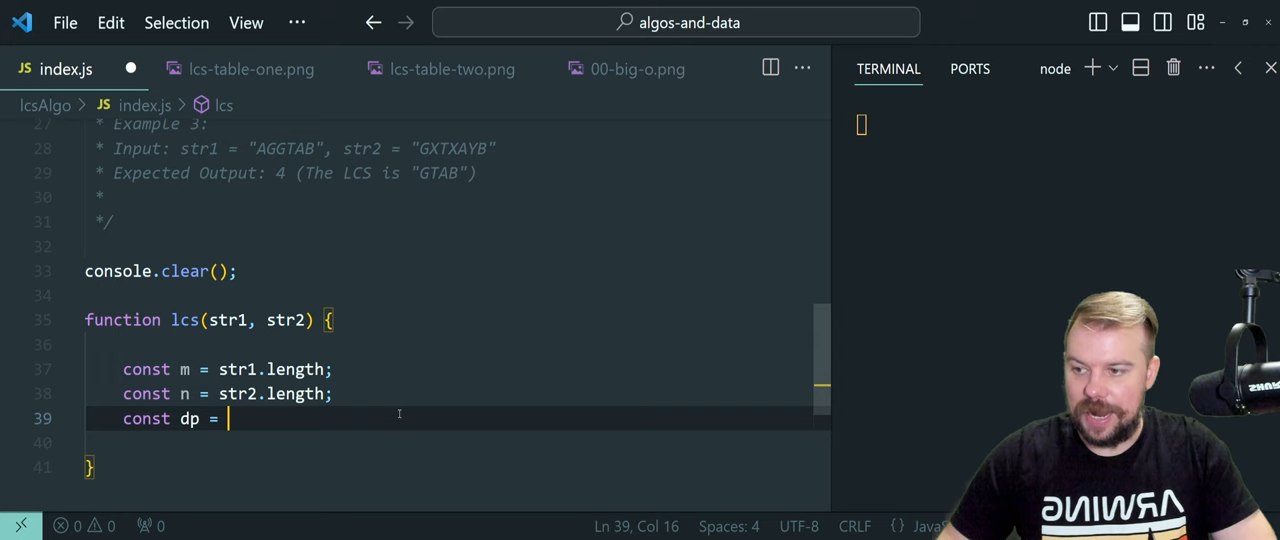 File Edit Selection View ... algos-and-data
JS index.js lcs-table-one.png lcs-table-two.png 00-big-o.png ... TERMINAL PORTS node ...
lcsAlgo > JS index.js > lcs
27 * Example 3:
28 * Input: str1 = "AGGTAB", str2 = "GXTXAYB"
29 * Expected Output: 4 (The LCS is "GTAB")
30 *
31 */
32
33 console.clear();
34
35 function lcs(str1, str2) {
36
37 const m = str1.length;
38 const n = str2.length;
39 const dp =
40
41 }
SHURE
0 0 0 Ln 39, Col 16 Spaces: 4 UTF-8 CRLF {}